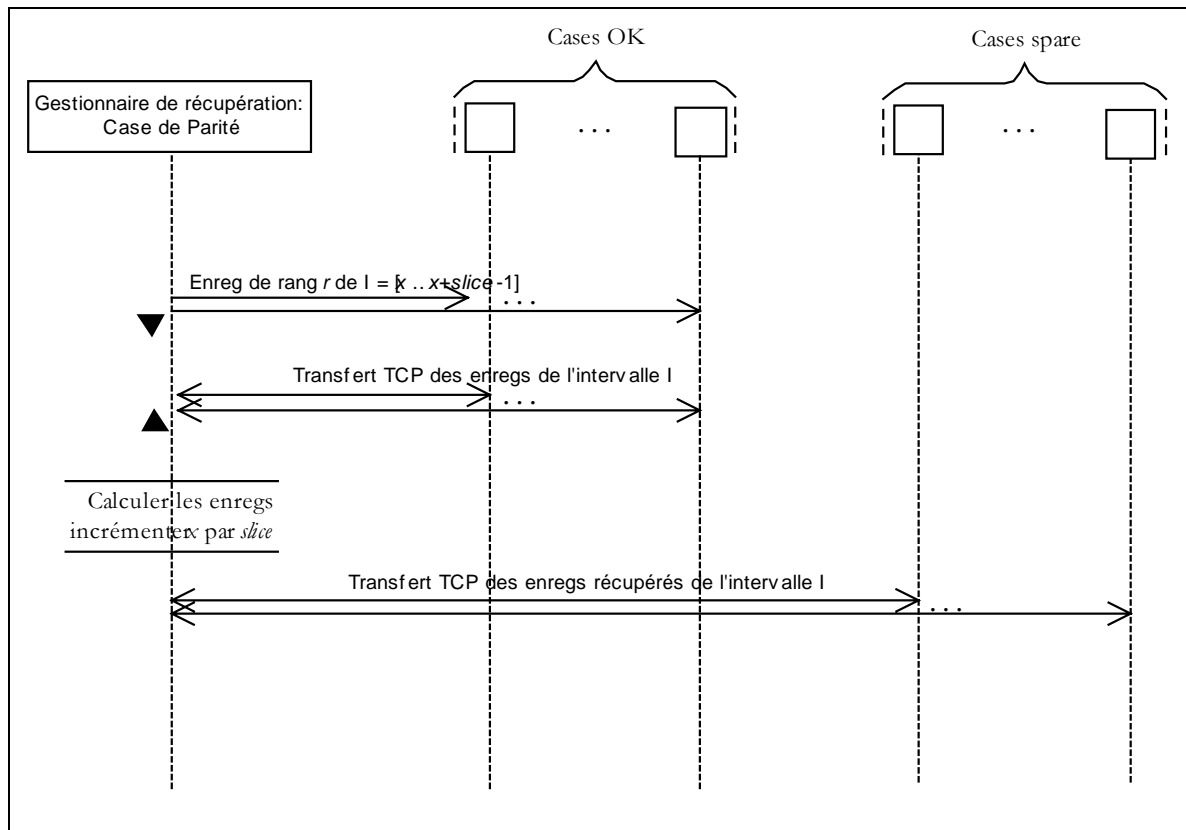 Cases OK
Cases spare
Gestionnaire de récupération:
Case de Parité
. . .
. . .
Enreg de rang r de I = [x .. x+slice -1]
. . .
Transfert TCP des enregs de l'intervalle I
. . .
Calculer les enregs
incrémenter x par slice
Transfert TCP des enregs récupérés de l'intervalle I
. . .